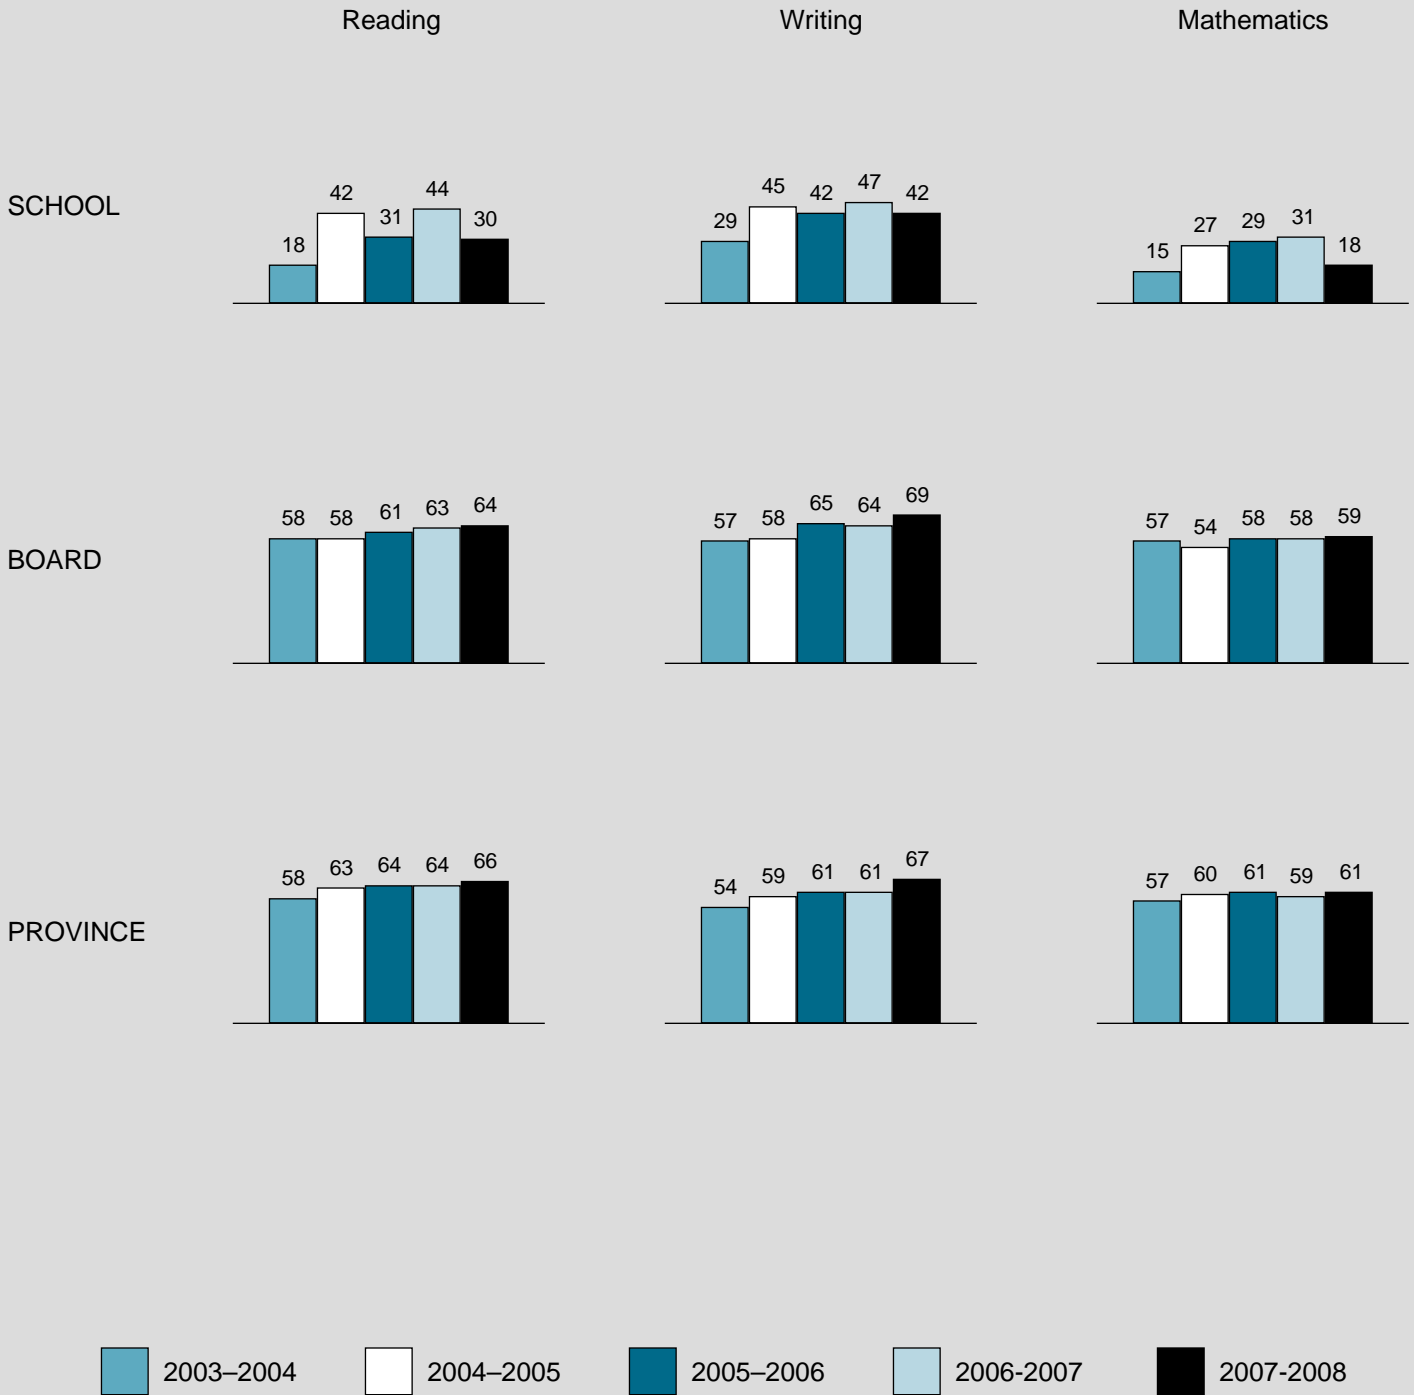 Reading Writing Mathematics
SCHOOL
18 42 31 44 30
29 45 42 47 42
15 27 29 31 18
BOARD
58 58 61 63 64
57 58 65 64 69
57 54 58 58 59
PROVINCE
58 63 64 64 66
54 59 61 61 67
57 60 61 59 61
2003–2004 2004–2005 2005–2006 2006-2007 2007-2008